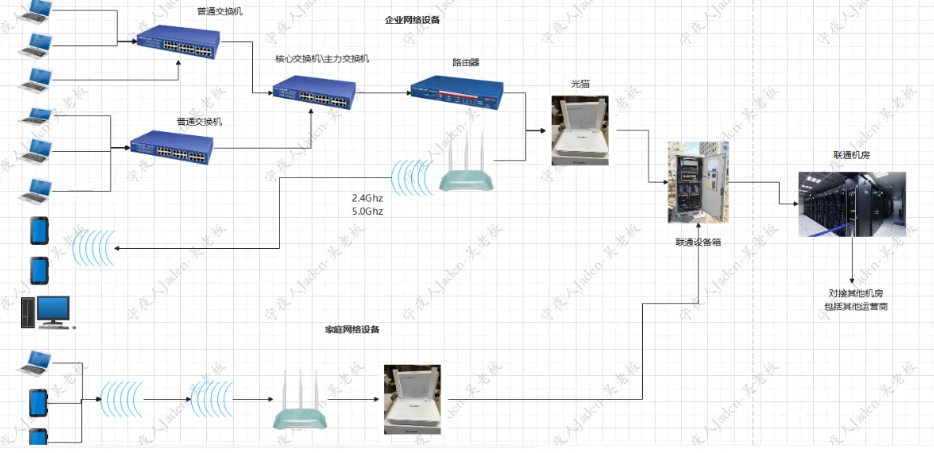 普通交换机
企业网络设备
核心交换机\主力交换机
路由器
光猫
普通交换机
联通机房
2.4Ghz
5.0Ghz
联通设备箱
对接其他机房
包括其他运营商
家庭网络设备
守夜人Jaden-吴老板